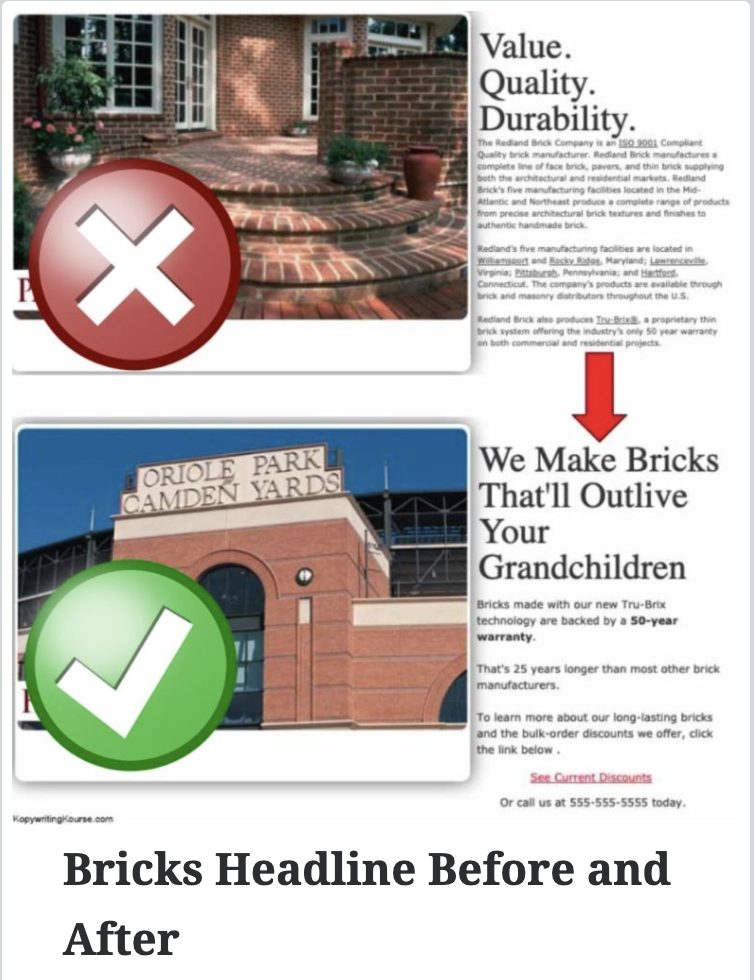 Value.
Quality.
Durability.
The Redland Brick Company is an ISO 9001 Compliant
Quality brick manufacturer. Redland Brick manufactures a
complete line of face brick, pavers, and thin brick supplying
both the architectural and residential markets. Redland
Brick's five manufacturing facilities located in the Mid-
Atlantic and Northeast produce a complete range of products
from precise architectural brick textures and finishes to
authentic handmade brick.
Redland's five manufacturing facilities are located in
Williamsport and Rocky Ridge, Maryland; Lawrenceville,
Virginia; Pittsburgh, Pennsylvania; and Hartford,
Connecticut. The company's products are available through
brick and masonry distributors throughout the U.S.
Redland Brick also produces Tru-Brix®, a proprietary thin
brick system offering the industry's only 50 year warranty
on both commercial and residential projects.
ORIOLE PARK
CAMDEN YARDS
We Make Bricks
That'll Outlive
Your
Grandchildren
Bricks made with our new Tru-Brix
technology are backed by a 50-year
warranty.
That's 25 years longer than most other brick
manufacturers.
To learn more about our long-lasting bricks
and the bulk-order discounts we offer, click
the link below .
See Current Discounts
Or call us at 555-555-5555 today.
KopywritingKourse.com
Bricks Headline Before and
After